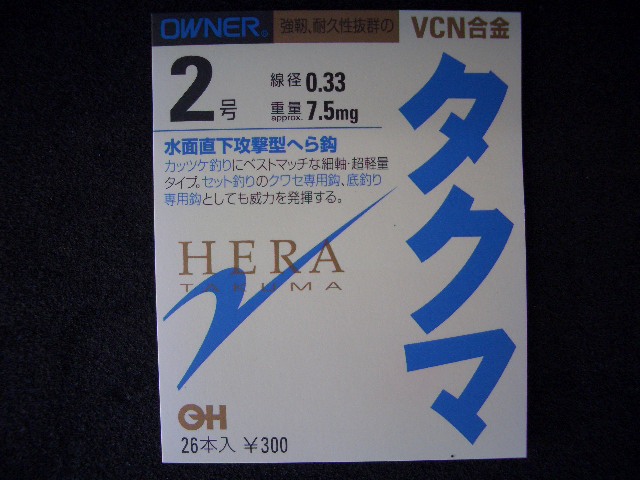 OWNER. 強靭、耐久性抜群の VCN合金
2号
線径 0.33
重量 approx. 7.5mg
タクマ
水面直下攻撃型へら鈎
カッツケ釣りにベストマッチな細軸・超軽量
タイプ。セット釣りのクワセ専用鈎、底釣り
専用鈎としても威力を発揮する。
HERA
TAKUMA
OH
26本入 ¥300